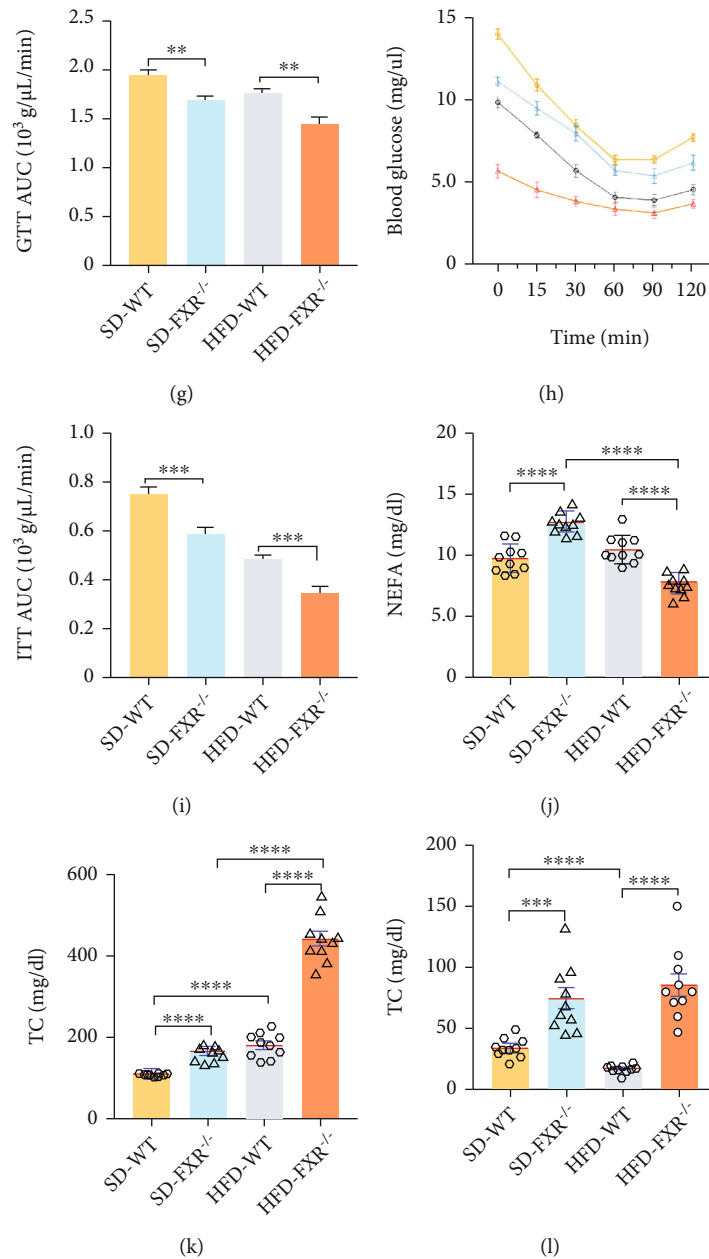 GTT AUC (10³ g/μL/min)
2.5
2.0
1.5
1.0
0.5
0
**
**
SD-WT
SD-FXR⁻/⁻
HFD-WT
HFD-FXR⁻/⁻
(g)
Blood glucose (mg/ul)
15
10
5.0
0
0 15 30 60 90 120
Time (min)
(h)
ITT AUC (10³ g/μL/min)
0.8
0.6
0.4
0.2
0
***
***
SD-WT
SD-FXR⁻/⁻
HFD-WT
HFD-FXR⁻/⁻
(i)
NEFA (mg/dl)
20
15
10
5.0
0
****
****
****
SD-WT
SD-FXR⁻/⁻
HFD-WT
HFD-FXR⁻/⁻
(j)
TC (mg/dl)
600
400
200
0
****
****
****
****
SD-WT
SD-FXR⁻/⁻
HFD-WT
HFD-FXR⁻/⁻
(k)
TC (mg/dl)
200
150
100
50
0
****
***
****
SD-WT
SD-FXR⁻/⁻
HFD-WT
HFD-FXR⁻/⁻
(l)